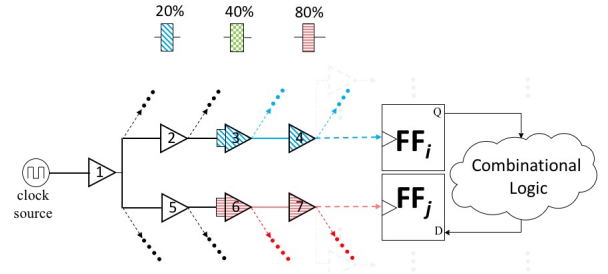 20% 40% 80%
2 3 4
Q
FFi
1
Combinational
Logic
clock
source
5 6 7
FFj
D